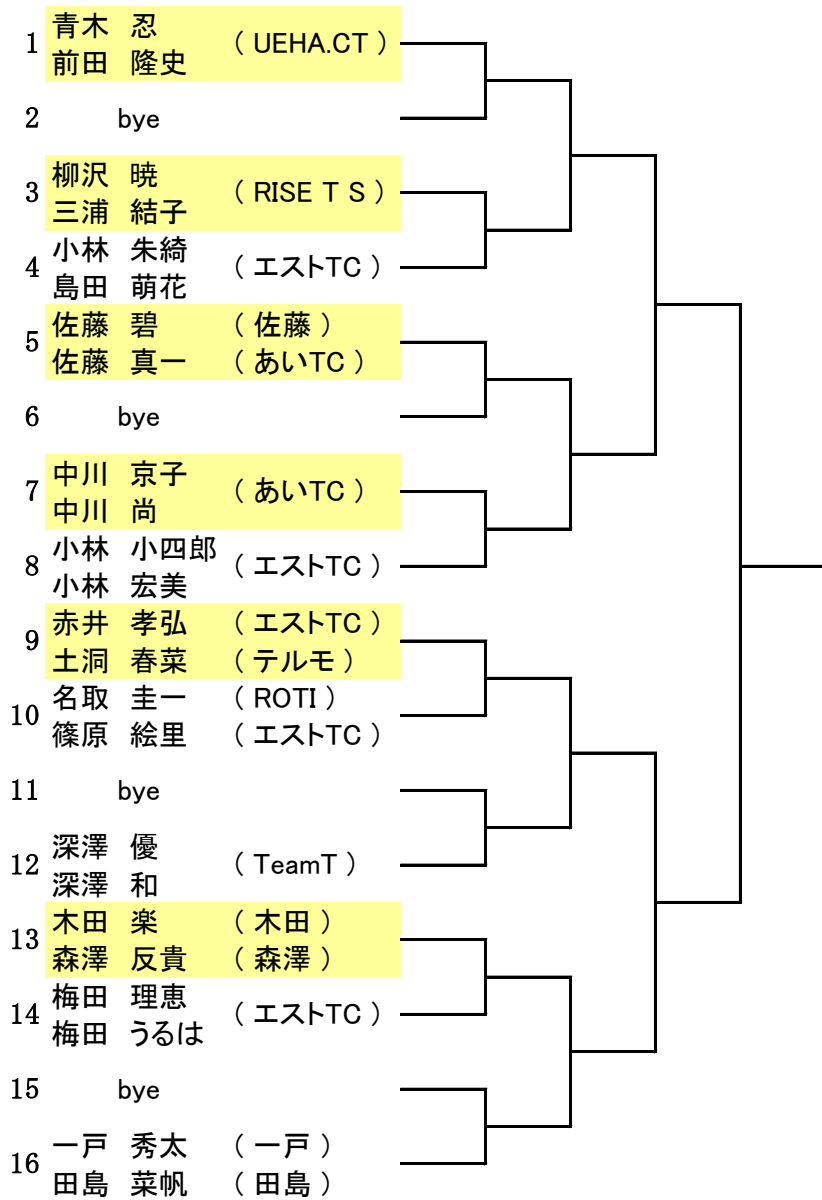 1 青木 忍 ( UEHA.CT )
前田 隆史
2 bye
3 柳沢 暁 ( RISE T S )
三浦 結子
4 小林 朱綺 ( エストTC )
島田 萌花
5 佐藤 碧 ( 佐藤 )
佐藤 真一 ( あいTC )
6 bye
7 中川 京子 ( あいTC )
中川 尚
8 小林 小四郎 ( エストTC )
小林 宏美
9 赤井 孝弘 ( エストTC )
土洞 春菜 ( テルモ )
10 名取 圭一 ( ROTI )
篠原 絵里 ( エストTC )
11 bye
12 深澤 優 ( TeamT )
深澤 和
13 木田 楽 ( 木田 )
森澤 反貴 ( 森澤 )
14 梅田 理恵 ( エストTC )
梅田 うるは
15 bye
16 一戸 秀太 ( 一戸 )
田島 菜帆 ( 田島 )